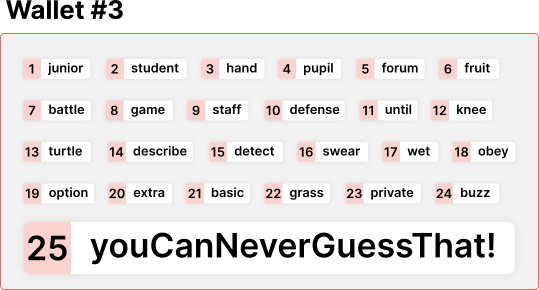 Wallet #3
1 junior 2 student 3 hand 4 pupil 5 forum 6 fruit
7 battle 8 game 9 staff 10 defense 11 until 12 knee
13 turtle 14 describe 15 detect 16 swear 17 wet 18 obey
19 option 20 extra 21 basic 22 grass 23 private 24 buzz
25 youCanNeverGuessThat!